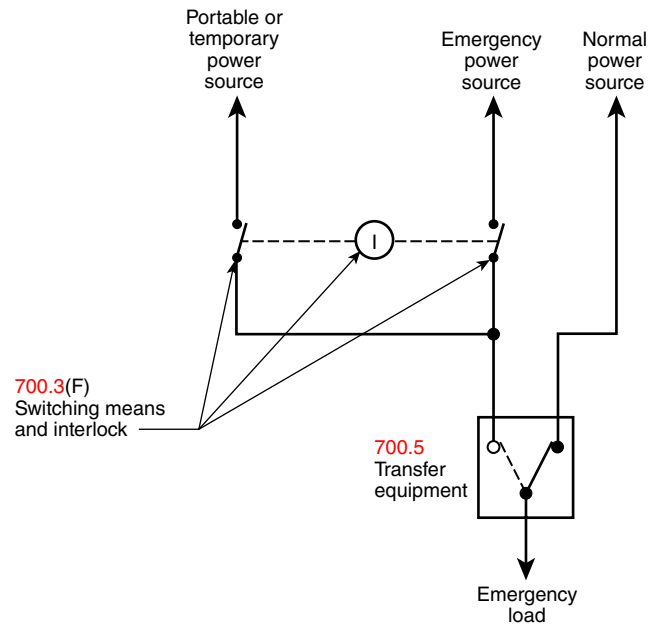 Portable or
temporary
power
source
Emergency
power
source
Normal
power
source
I
700.3(F)
Switching means
and interlock
700.5
Transfer
equipment
Emergency
load